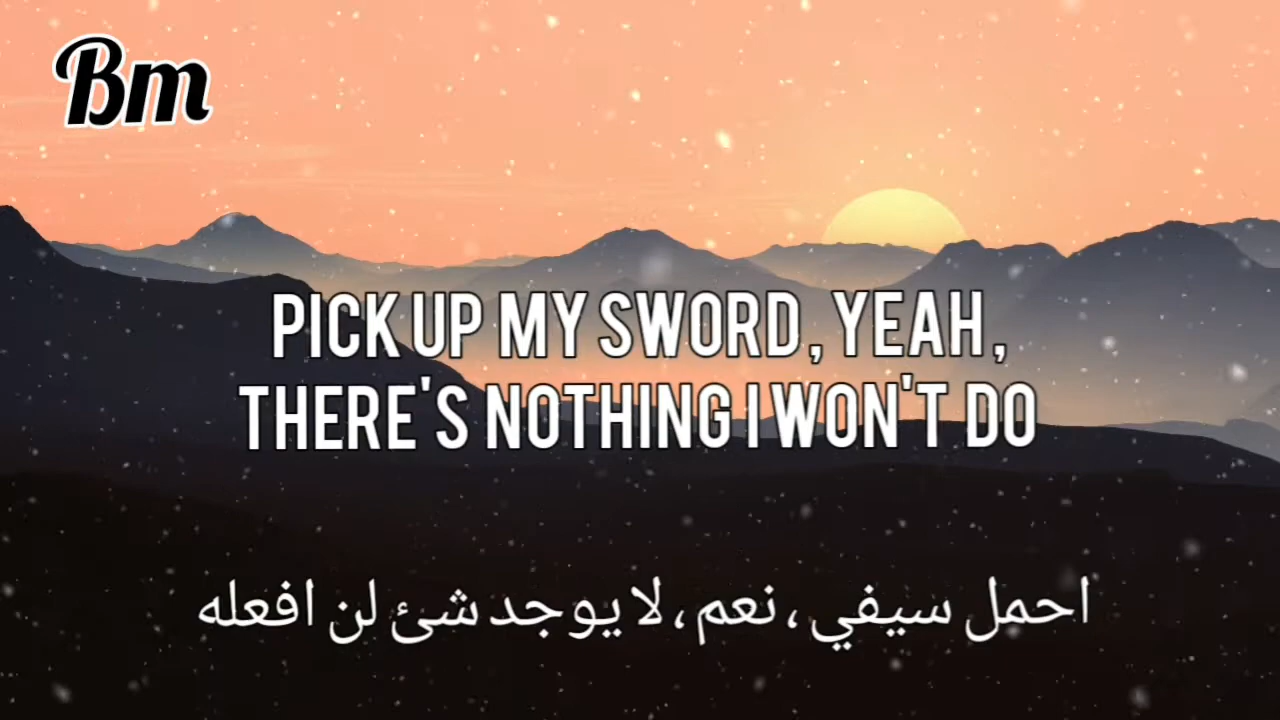 Bm
PICK UP MY SWORD, YEAH,
THERE'S NOTHING I WON'T DO
احمل سيفي ، نعم ،لا يوجد شئ لن افعله